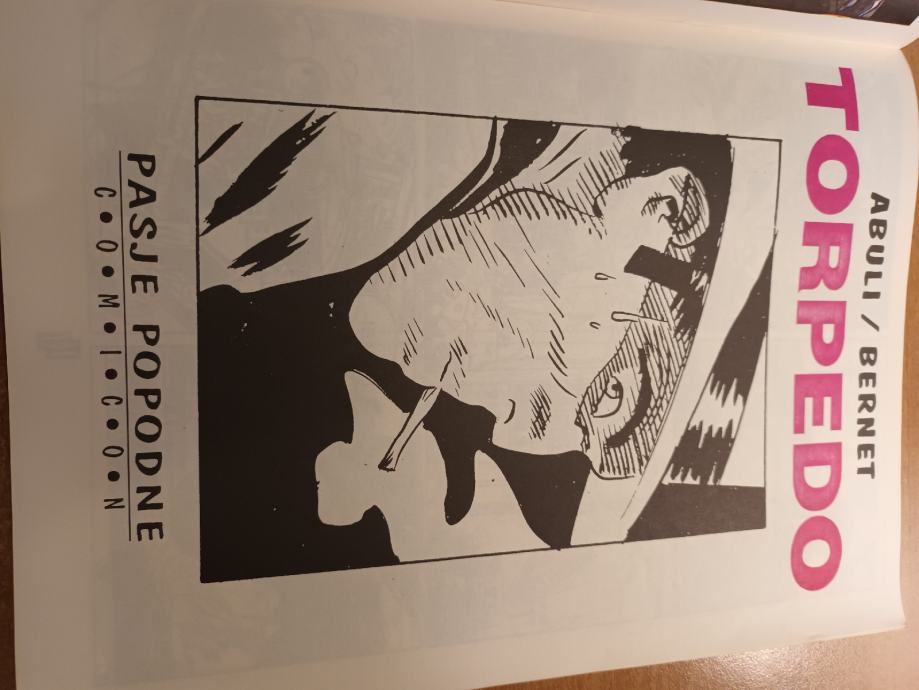 ABULI / BERNET
TORPEDO
PASJE POPODNE
C•O•M•I•C•O•N